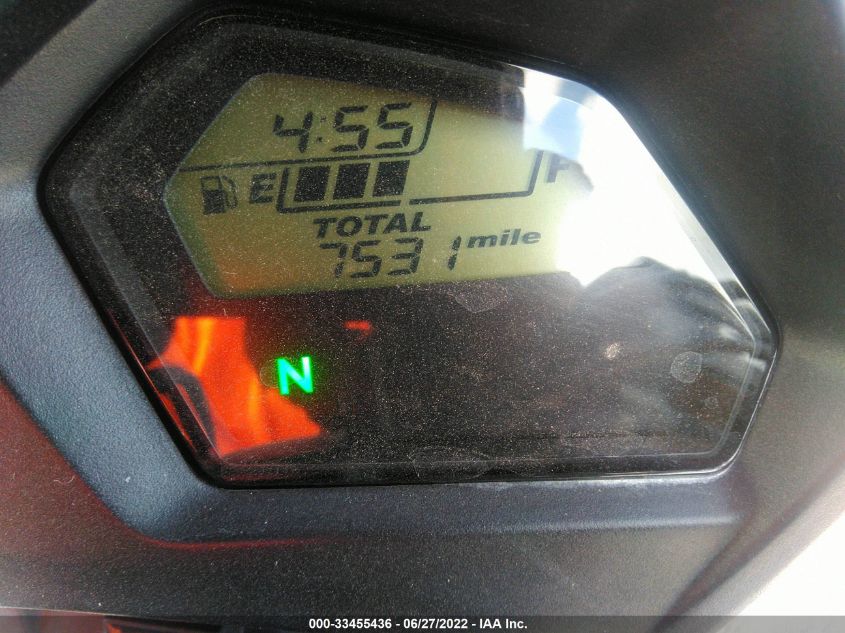 4:55
E F
TOTAL
7531 mile
N
000-33455436 - 06/27/2022 - IAA Inc.